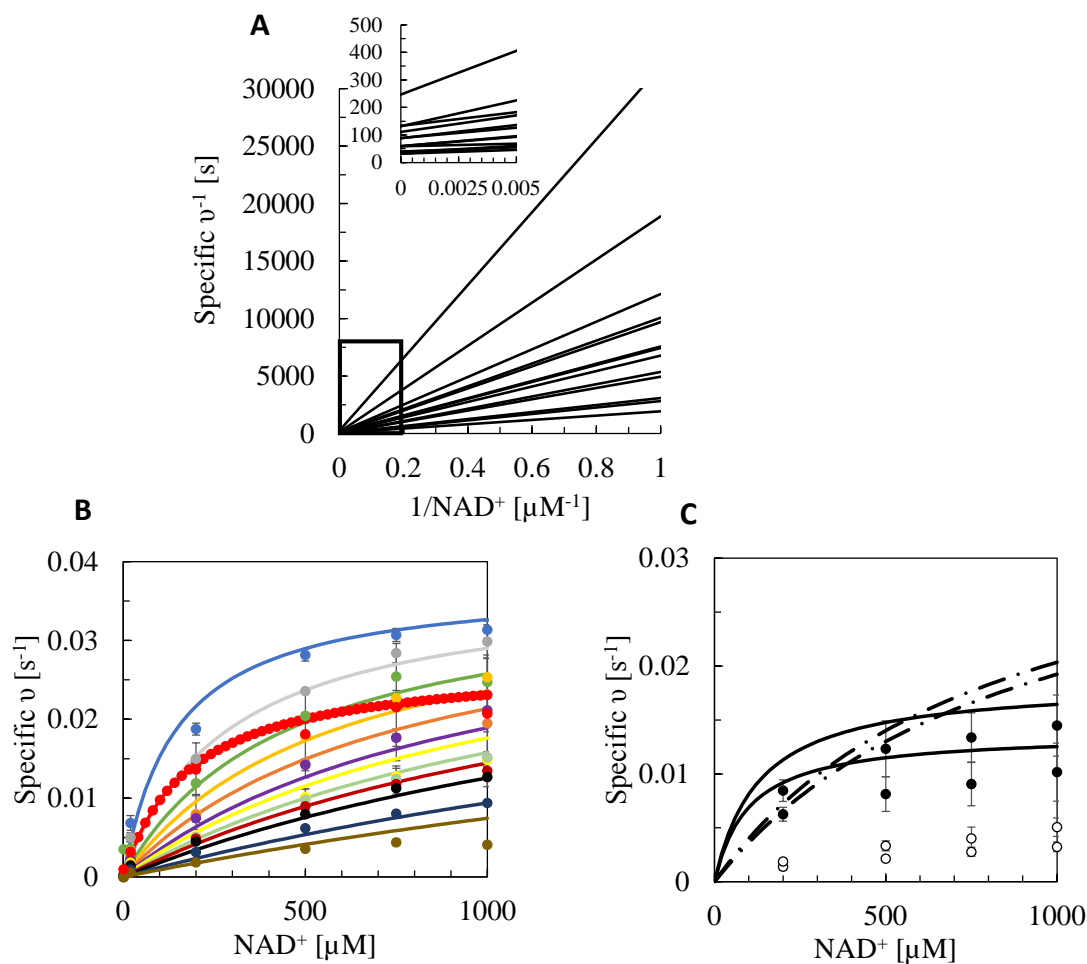 A
500
400
300
200
100
0
0 0.0025 0.005
30000
25000
20000
15000
10000
5000
0
Specific υ⁻¹ [s]
0 0.2 0.4 0.6 0.8 1
1/NAD⁺ [µM⁻¹]
B
0.04
0.03
0.02
0.01
0
Specific υ [s⁻¹]
0 500 1000
NAD⁺ [µM]
C
0.03
0.02
0.01
0
Specific υ [s⁻¹]
0 500 1000
NAD⁺ [µM]